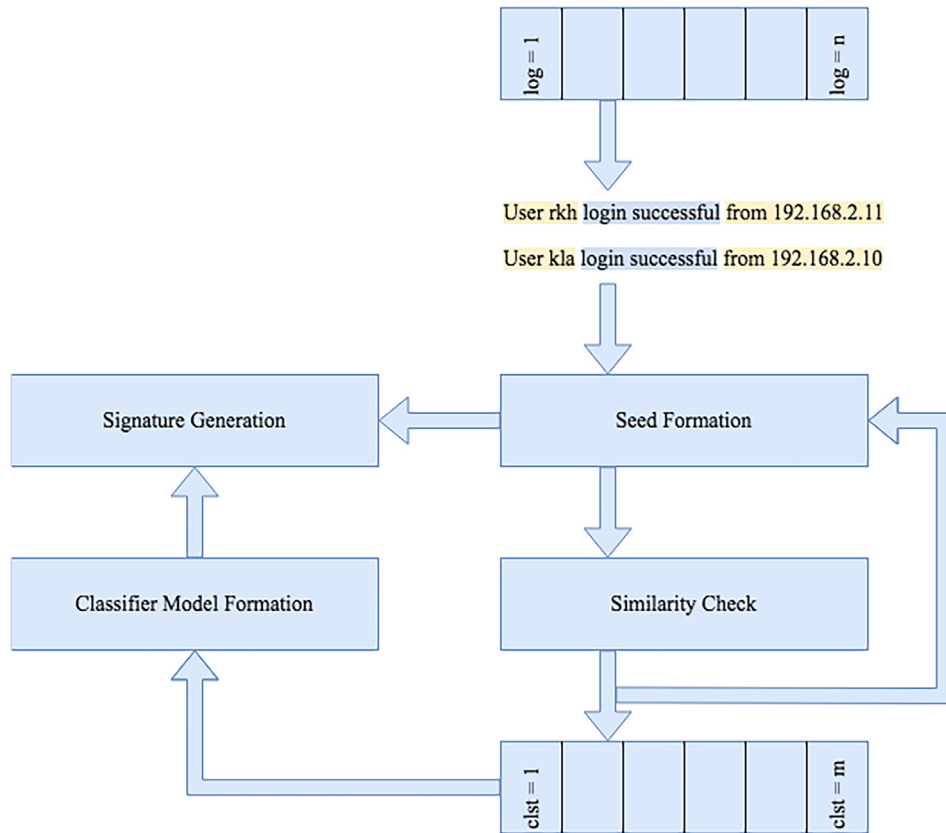 log = 1
log = n
User rkh login successful from 192.168.2.11
User kla login successful from 192.168.2.10
Signature Generation
Seed Formation
Classifier Model Formation
Similarity Check
clst = 1
clst = m